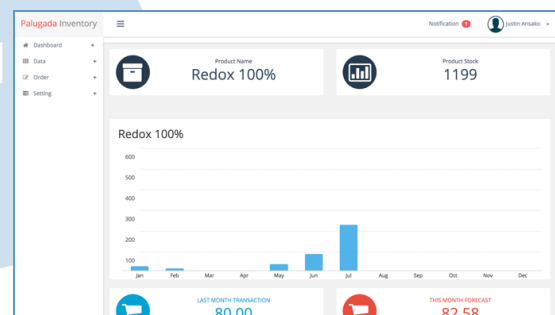 Palugada Inventory
Notification 1
Justin Ansako
Dashboard
Data
Order
Setting
Product Name
Redox 100%
Product Stock
1199
Redox 100%
600
500
400
300
200
100
Jan Feb Mar Apr May Jun Jul Aug Sep Oct Nov Dec
LAST MONTH TRANSACTION
80.00
THIS MONTH FORECAST
82.58